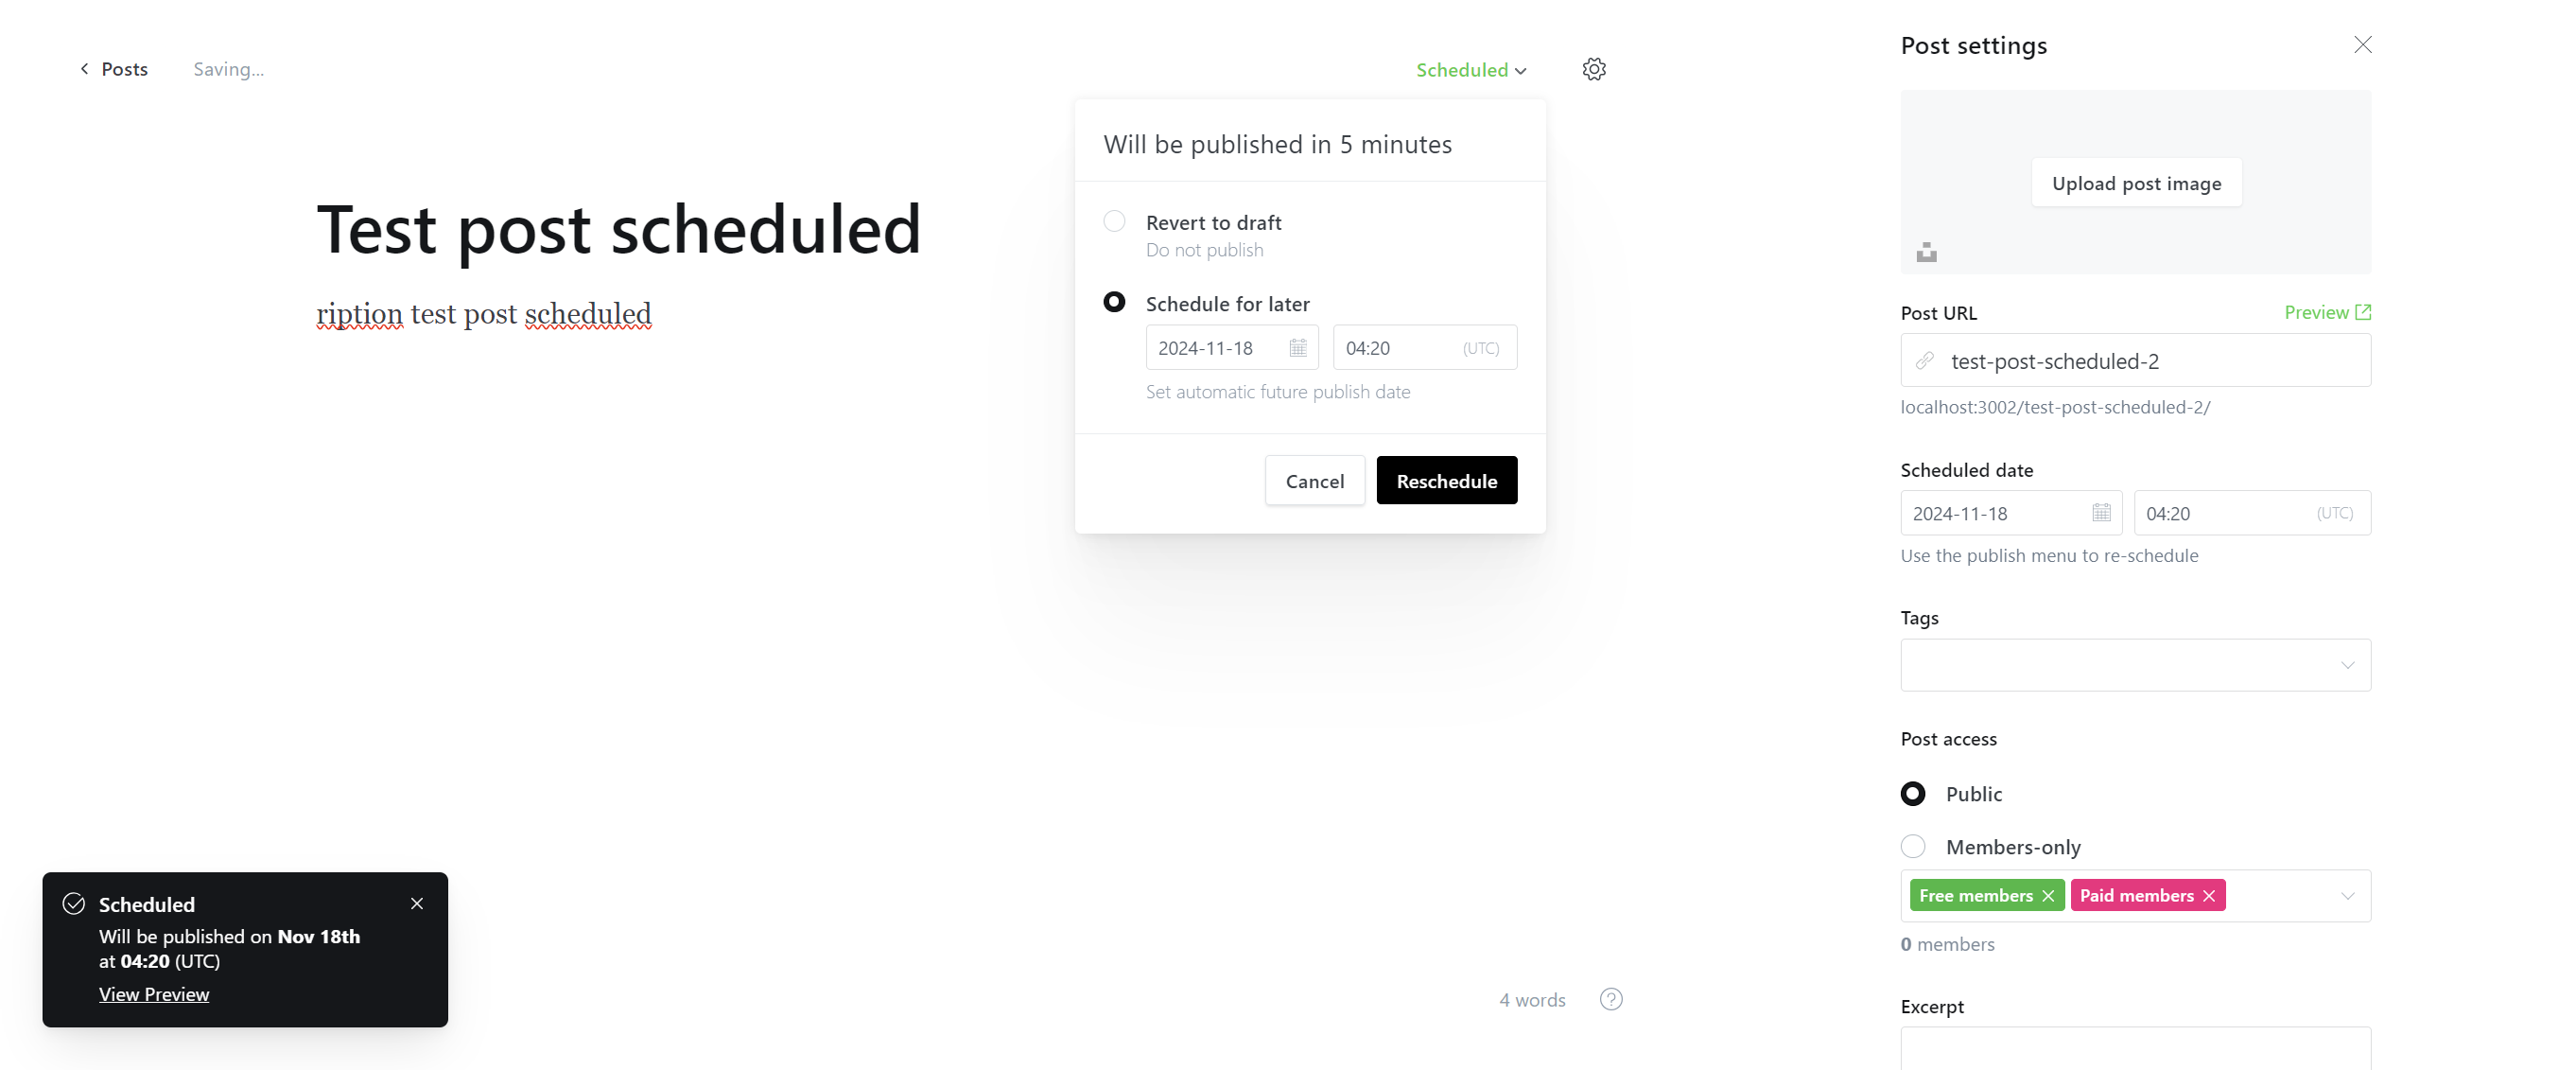 Posts
Saving...
Scheduled
Test post scheduled
ription test post scheduled
Will be published in 5 minutes
Revert to draft
Do not publish
Schedule for later
2024-11-18
04:20
(UTC)
Set automatic future publish date
Cancel
Reschedule
Scheduled
Will be published on Nov 18th
at 04:20 (UTC)
View Preview
4 words
?
Post settings
Upload post image
Post URL
Preview
test-post-scheduled-2
localhost:3002/test-post-scheduled-2/
Scheduled date
2024-11-18
04:20
(UTC)
Use the publish menu to re-schedule
Tags
Post access
Public
Members-only
Free members
Paid members
0 members
Excerpt